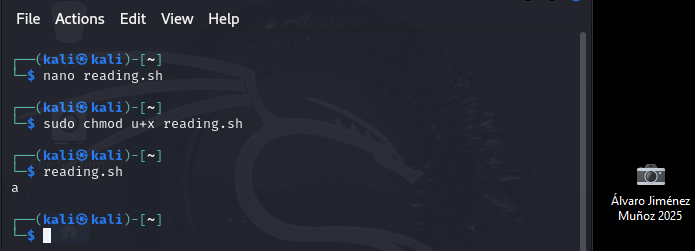 File Actions Edit View Help
┌──(kali㉿kali)-[~]
└─$ nano reading.sh
┌──(kali㉿kali)-[~]
└─$ sudo chmod u+x reading.sh
┌──(kali㉿kali)-[~]
└─$ reading.sh
a
┌──(kali㉿kali)-[~]
└─$
Álvaro Jiménez
Muñoz 2025